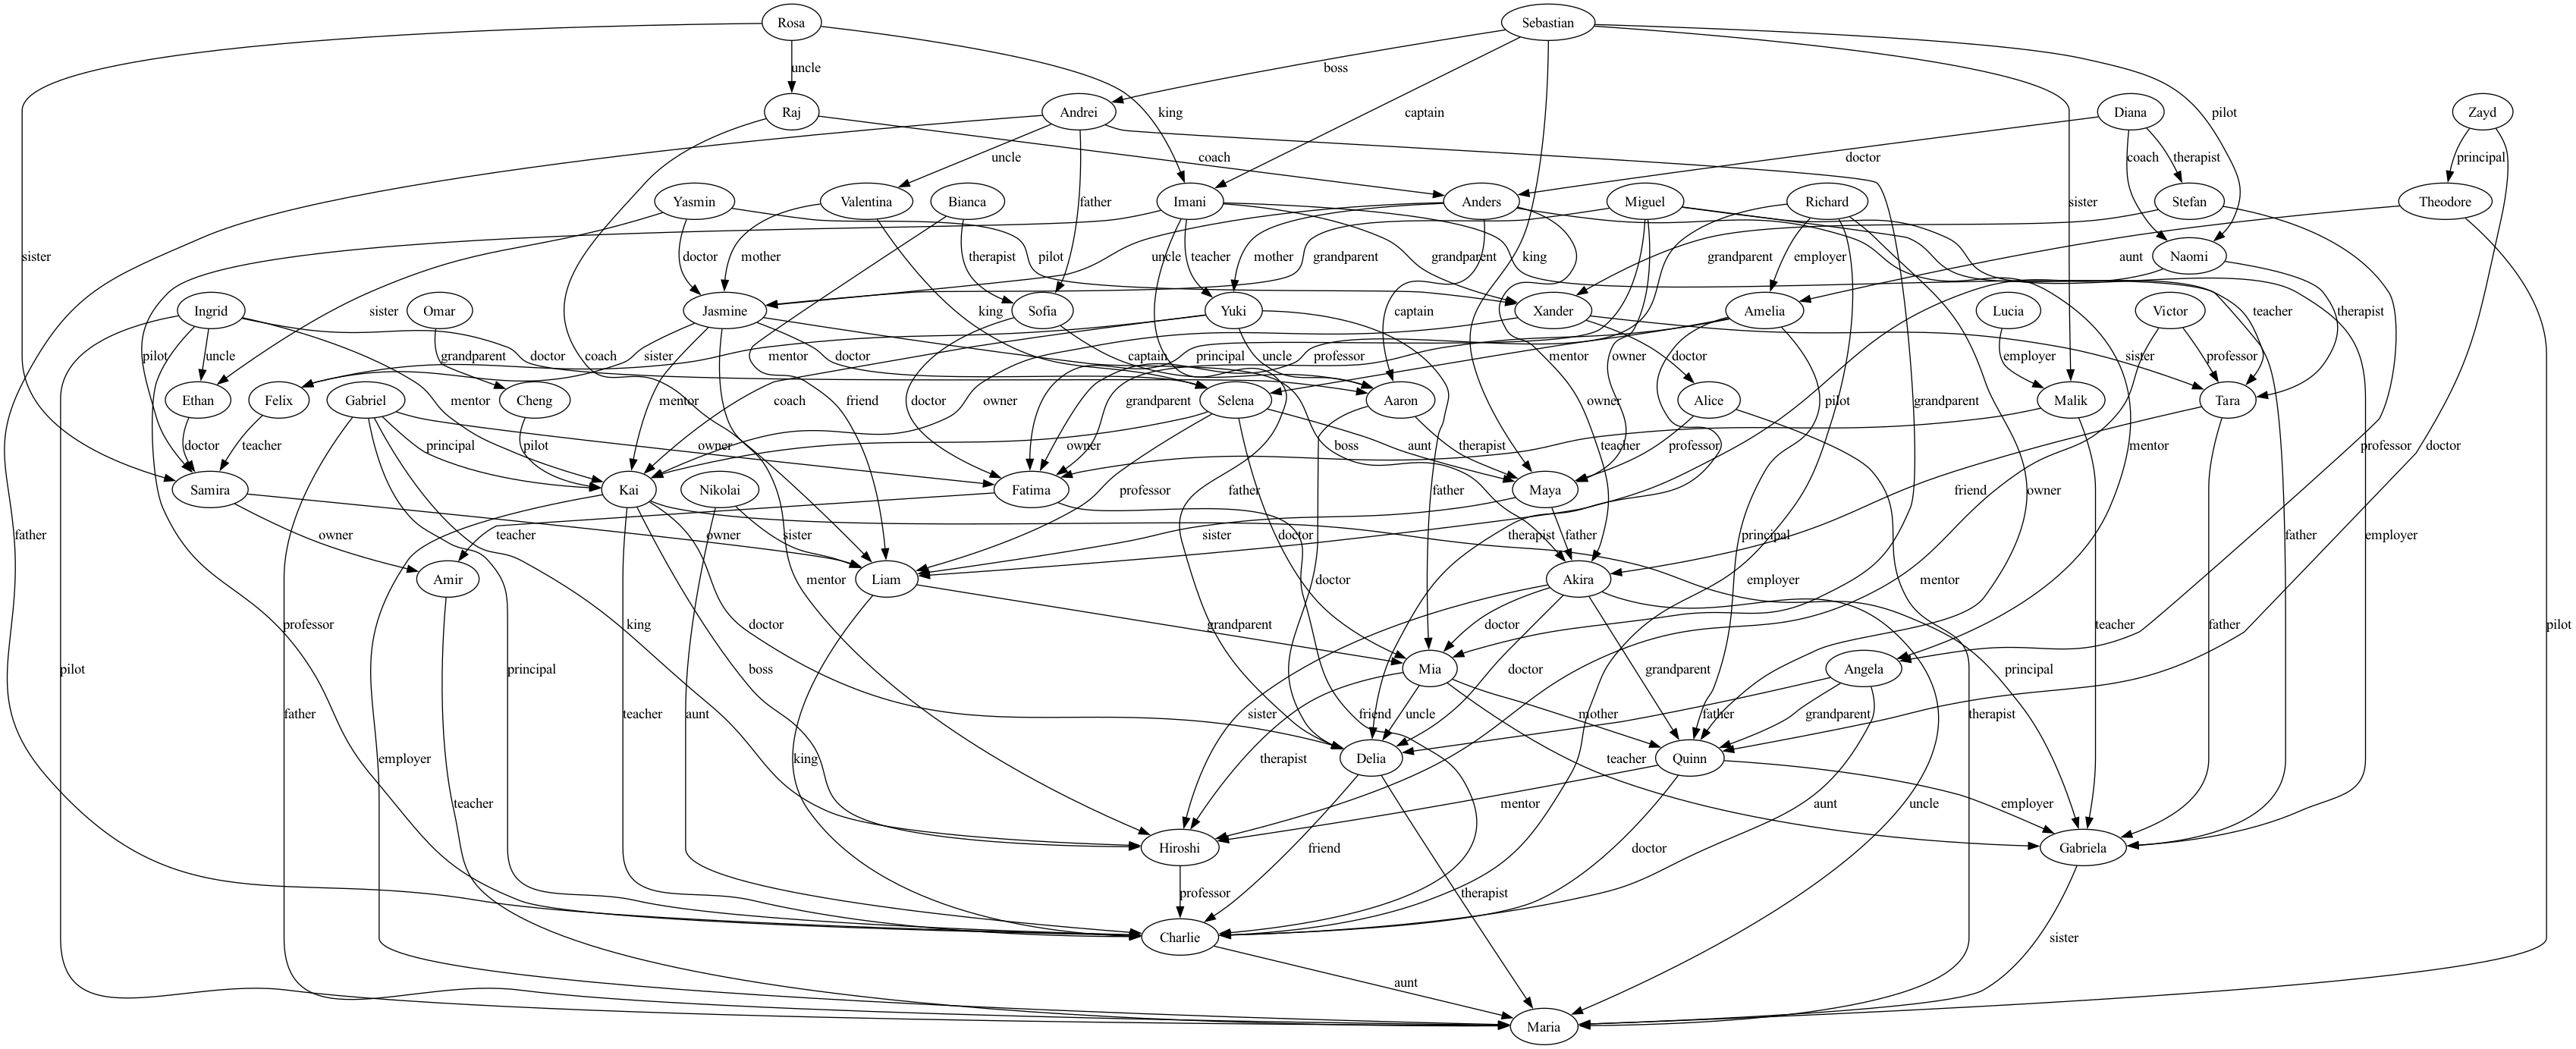 Rosa
Sebastian
uncle
boss
Raj
Andrei
king
captain
Diana
pilot
Zayd
uncle
coach
doctor
coach
therapist
principal
Yasmin
Valentina
Bianca
Imani
Anders
Miguel
Richard
Stefan
Theodore
father
sister
sister
doctor
mother
therapist
uncle
teacher
mother
pilot
grandparent
grandparent
king
grandparent
employer
aunt
Naomi
Ingrid
Omar
Jasmine
Sofia
Yuki
Xander
Amelia
Lucia
Victor
sister
king
captain
teacher
therapist
uncle
grandparent
doctor
sister
mentor
doctor
captain
principal
uncle
professor
mentor
owner
doctor
employer
sister
professor
pilot
coach
Ethan
Felix
Gabriel
Cheng
Selena
Aaron
Alice
Malik
Tara
mentor
mentor
coach
friend
doctor
owner
grandparent
owner
pilot
doctor
teacher
principal
pilot
owner
owner
aunt
therapist
teacher
professor
mentor
professor
doctor
Samira
Kai
Nikolai
Fatima
Maya
professor
father
father
friend
owner
father
owner
teacher
owner
sister
boss
sister
doctor
therapist
father
principal
father
employer
Amir
Liam
Akira
mentor
doctor
employer
mentor
professor
king
doctor
grandparent
doctor
teacher
father
pilot
pilot
principal
boss
Mia
doctor
grandparent
Angela
principal
father
teacher
aunt
sister
friend
uncle
mother
father
grandparent
therapist
employer
king
Delia
therapist
Quinn
teacher
teacher
mentor
employer
aunt
uncle
Hiroshi
friend
doctor
Gabriela
professor
therapist
Charlie
sister
aunt
Maria